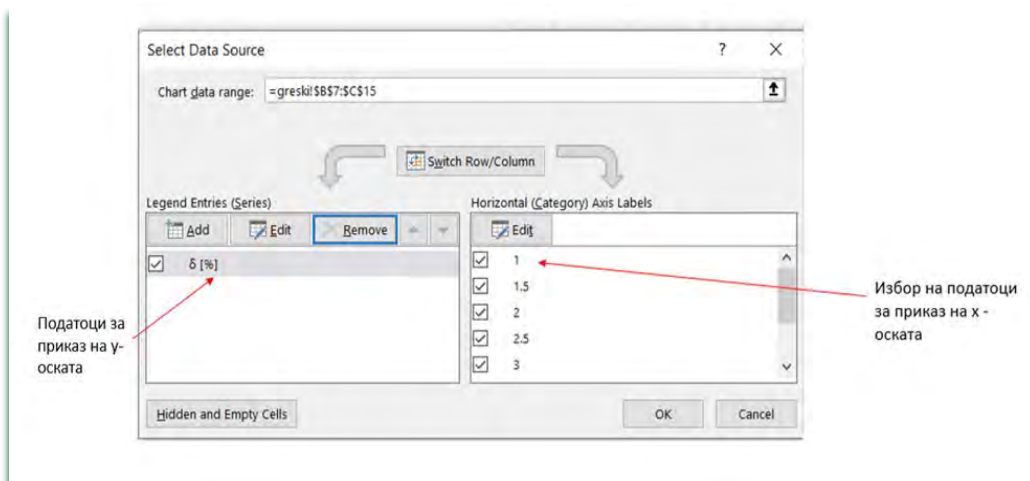 Select Data Source ? ×
Chart data range: =greski!$B$7:$C$15
Switch Row/Column
Legend Entries (Series)
Add Edit Remove
δ [%]
Horizontal (Category) Axis Labels
Edit
1
1.5
2
2.5
3
Податоци за
приказ на y-
оската
Избор на податоци
за приказ на x -
оската
Hidden and Empty Cells
OK Cancel